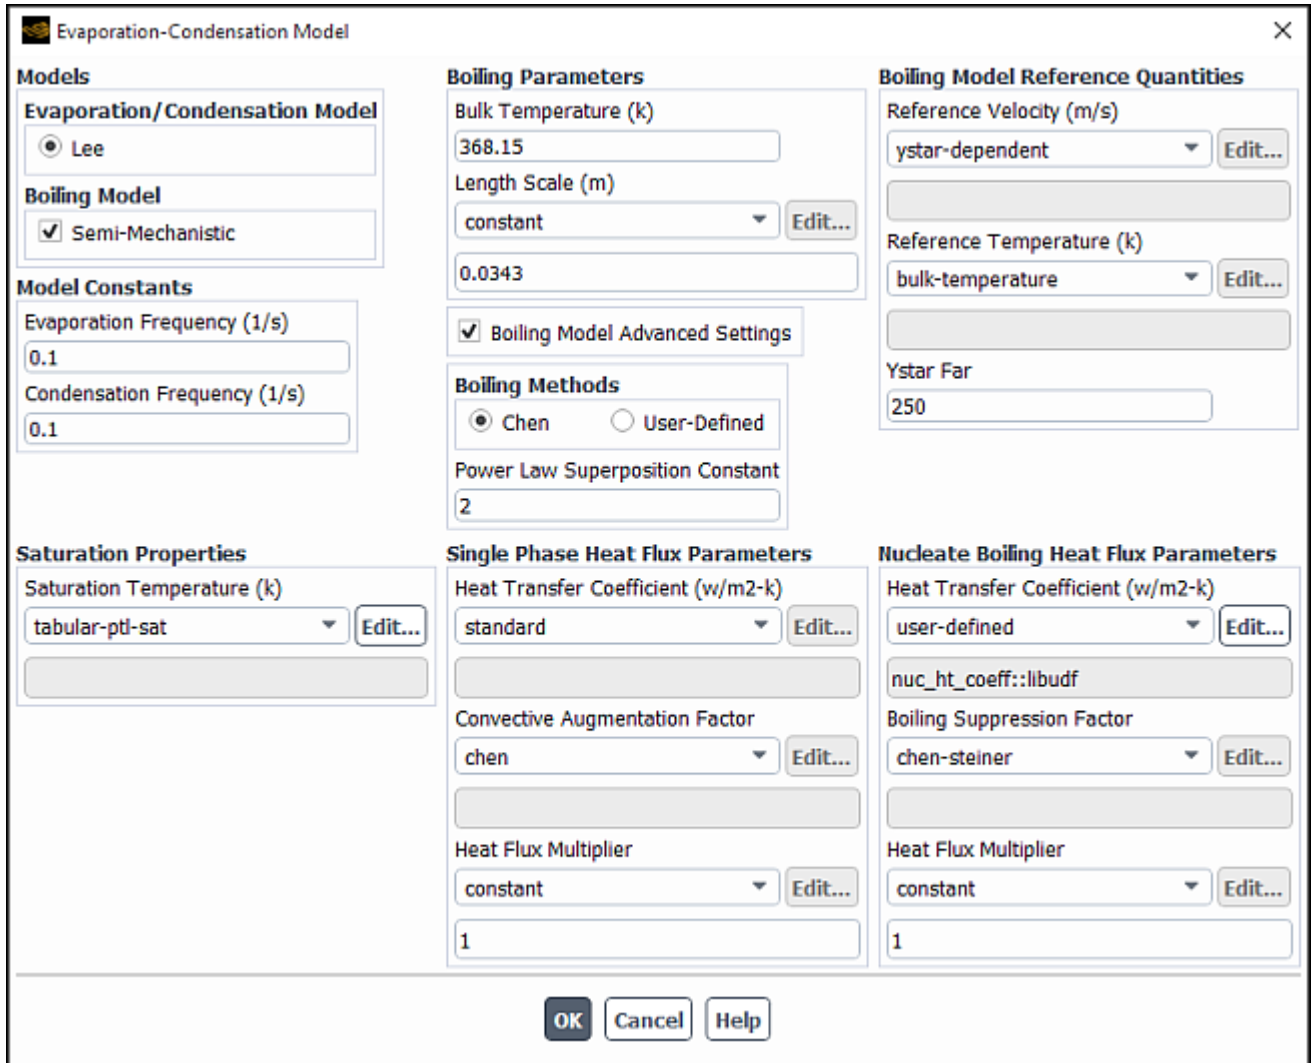 Evaporation-Condensation Model
Models
Evaporation/Condensation Model
Lee
Boiling Model
Semi-Mechanistic
Model Constants
Evaporation Frequency (1/s)
0.1
Condensation Frequency (1/s)
0.1
Boiling Parameters
Bulk Temperature (k)
368.15
Length Scale (m)
constant Edit...
0.0343
Boiling Model Advanced Settings
Boiling Methods
Chen User-Defined
Power Law Superposition Constant
2
Boiling Model Reference Quantities
Reference Velocity (m/s)
ystar-dependent Edit...
Reference Temperature (k)
bulk-temperature Edit...
Ystar Far
250
Saturation Properties
Saturation Temperature (k)
tabular-ptl-sat Edit...
Single Phase Heat Flux Parameters
Heat Transfer Coefficient (w/m2-k)
standard Edit...
Convective Augmentation Factor
chen Edit...
Heat Flux Multiplier
constant Edit...
1
Nucleate Boiling Heat Flux Parameters
Heat Transfer Coefficient (w/m2-k)
user-defined Edit...
nuc_ht_coeff::libudf
Boiling Suppression Factor
chen-steiner Edit...
Heat Flux Multiplier
constant Edit...
1
OK Cancel Help